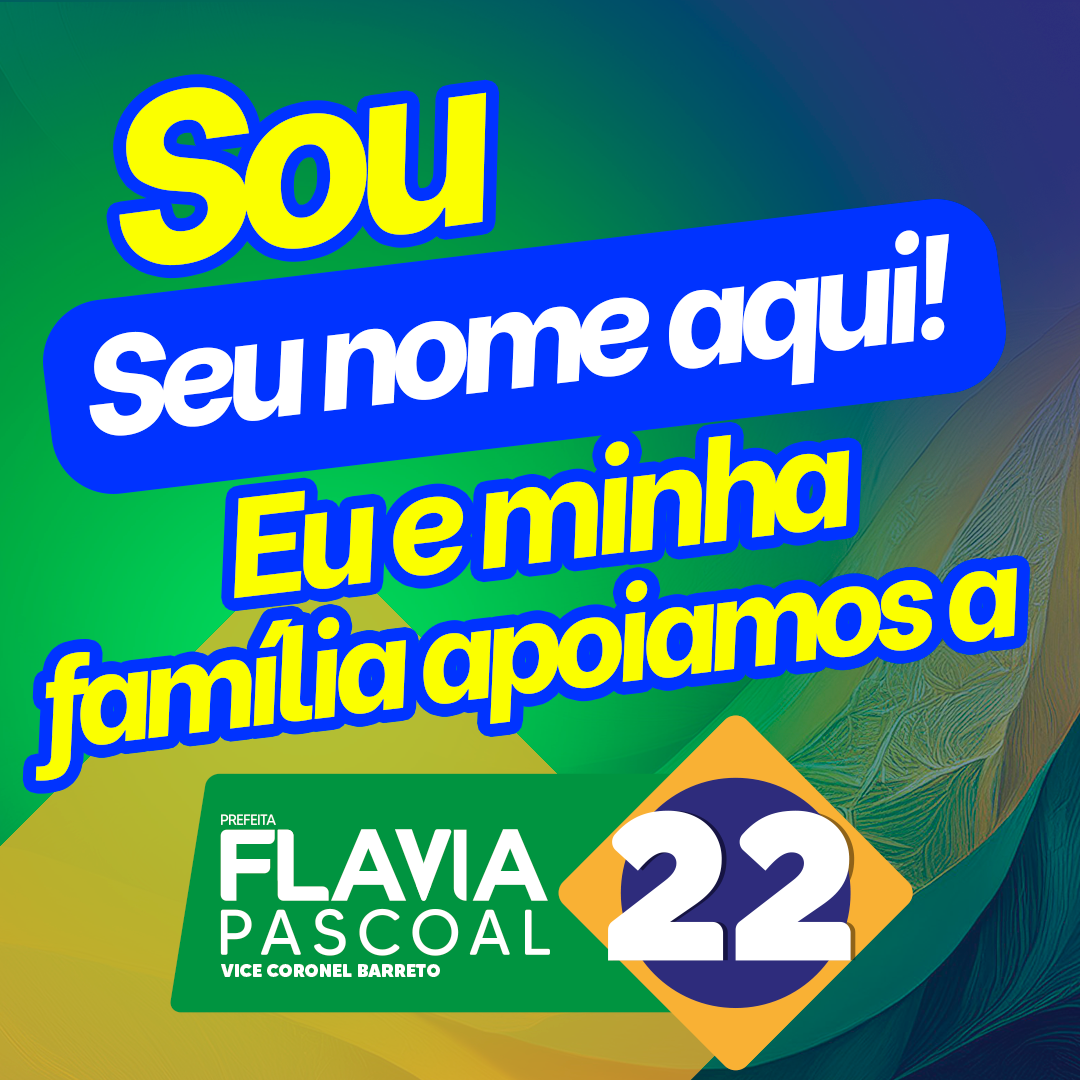 Sou
Seu nome aqui!
Eu e minha
família apoiamos a
PREFEITA
FLAVIA
PASCOAL
VICE CORONEL BARRETO
22